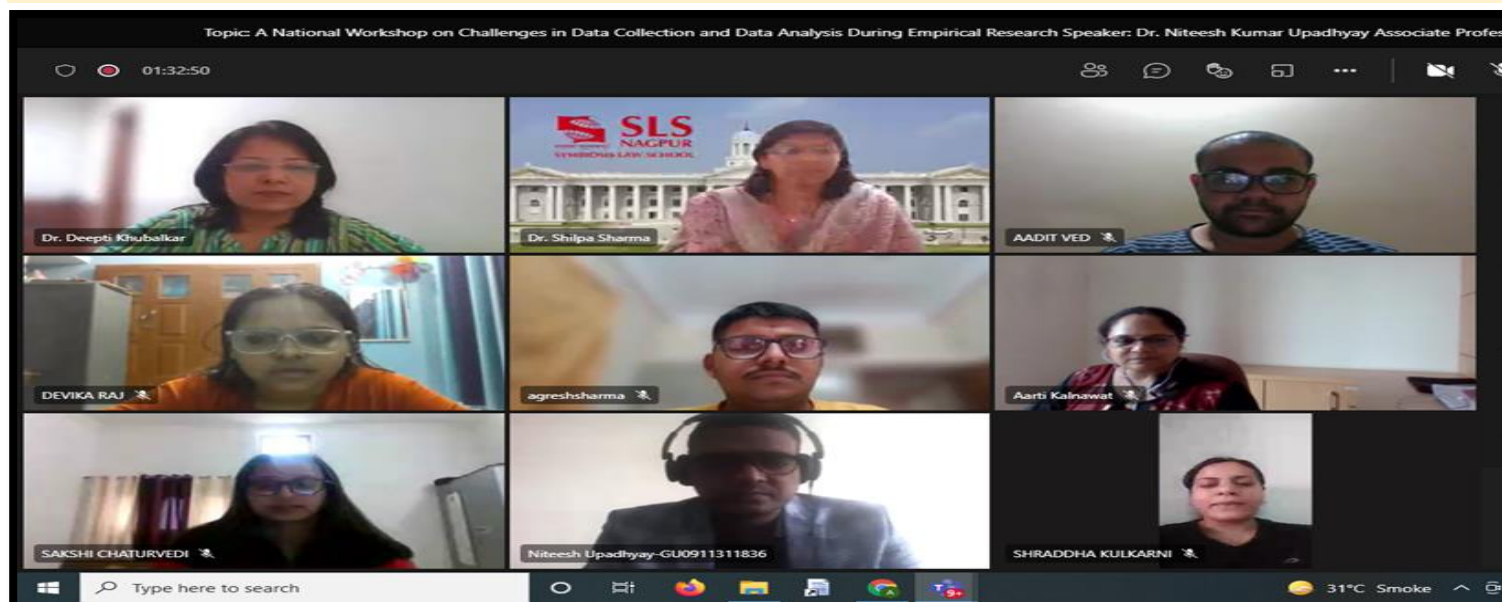 Topic: A National Workshop on Challenges in Data Collection and Data Analysis During Empirical Research Speaker: Dr. Niteesh Kumar Upadhyay Associate Profes
01:32:50
SLS
NAGPUR
SYMBIOSIS LAW SCHOOL
Dr. Deepti Khubalkar
Dr. Shilpa Sharma
AADIT VED
DEVIKA RAJ
agreshsharma
Aarti Kalnawat
SAKSHI CHATURVEDI
Niteesh Upadhyay-GU0911311836
SHRADDHA KULKARNI
Type here to search
9+
31°C Smoke